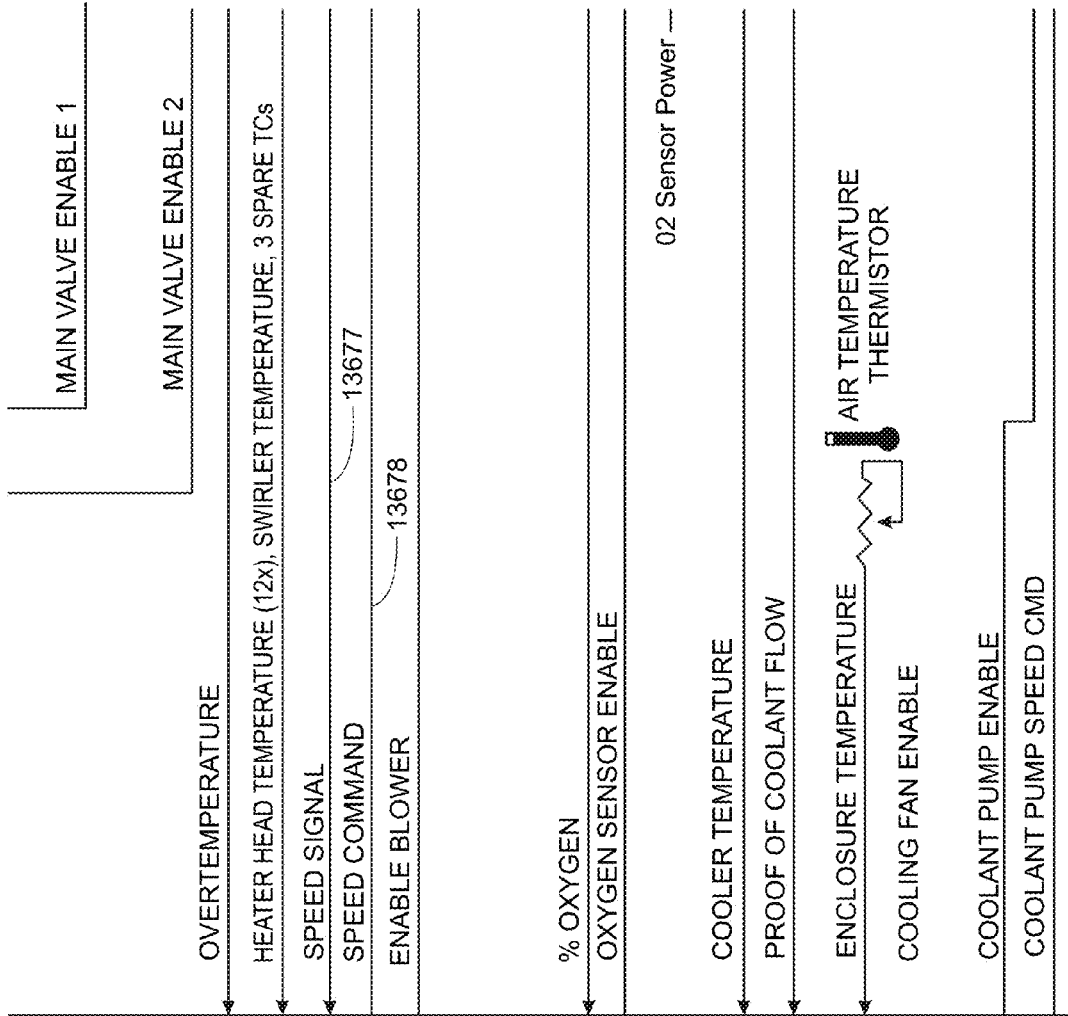 MAIN VALVE ENABLE 1
MAIN VALVE ENABLE 2
OVERTEMPERATURE
HEATER HEAD TEMPERATURE (12x), SWIRLER TEMPERATURE, 3 SPARE TCs
SPEED SIGNAL
13677
SPEED COMMAND
13678
ENABLE BLOWER
% OXYGEN
OXYGEN SENSOR ENABLE
02 Sensor Power
COOLER TEMPERATURE
PROOF OF COOLANT FLOW
ENCLOSURE TEMPERATURE
AIR TEMPERATURE
THERMISTOR
COOLING FAN ENABLE
COOLANT PUMP ENABLE
COOLANT PUMP SPEED CMD